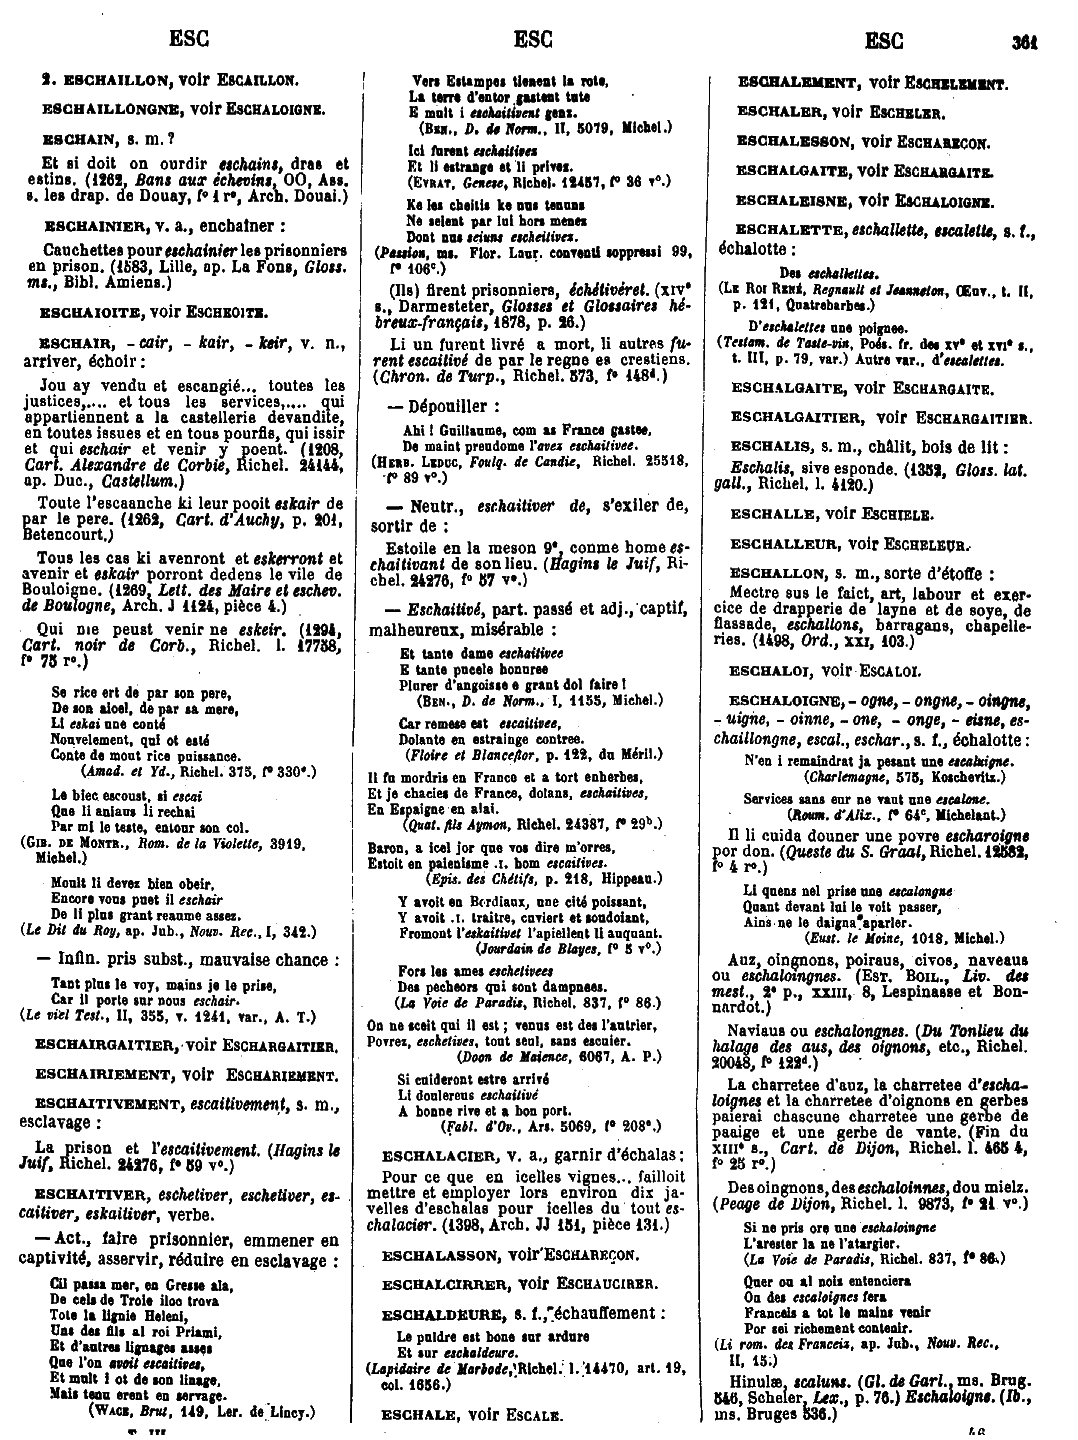 ESC
ESC
ESC 361
2. ESCHAILLON, voir ESCAILLON.
ESCHAILLONGNE, voir ESCHALOIGNE.
ESCHAIN, s. m. ?
Et si doit on ourdir eschains, dras et
estins. (1262, Bans aux échevins, OO, Ass.
s. les drap. de Douay, f° 1 r°, Arch. Douai.)
ESCHAINIER, v. a., enchaîner :
Cauchettes pour eschainier les prisonniers
en prison. (1583, Lille, ap. La Fons, Gloss.
ms., Bibl. Amiens.)
ESCHAIOITE, voir ESCHEOITE.
ESCHAIR, - cair, - kair, - keir, v. n.,
arriver, échoir :
Jou ay vendu et escangié... toutes les
justices,.... et tous les services,.... qui
appartiennent a la castellerie devandite,
en toutes issues et en tous pourfis, qui issir
et qui eschair et venir y poent. (1208,
Cart. Alexandre de Corbie, Richel. 24144,
ap. Duc., Castellum.)
Toute l'escaanche ki leur pooit eskair de
par le pere. (1262, Cart. d'Auchy, p. 201,
Betencourt.)
Tous les cas ki avenront et eskerront et
avenir et eskair porront dedens le vile de
Bouloigne. (1269, Lett. des Maire et eschev.
de Boulogne, Arch. J 1124, pièce 4.)
Qui me peust venir ne eskeir. (1294,
Cart. noir de Corb., Richel. l. 17758,
f° 75 r°.)
Se rice ert de par son pere,
De son aioel, de par sa mere,
Li eskai une conté
Nouvelement, qui ot esté
Conte de mout rice puissance.
(Amad. et Yd., Richel. 375, f° 330°.)
Le biec escoust, si escai
Que li aniaus li rechai
Par mi le teste, entour son col.
(GIB. DE MONTR., Rom. de la Violette, 3919,
Michel.)
Moult li devez bien obeir,
Encore vous puet il eschair
De li plus grant reaume assez.
(Le Dit du Roy, ap. Jub., Nouv. Rec., I, 342.)
— Infin. pris subst., mauvaise chance :
Tant plus le voy, mains je le prise,
Car il porte sur nous eschair.
(Le viel Test., II, 355, v. 1241, var., A. T.)
ESCHAIRGAITIER, voir ESCHARGAITIER.
ESCHAIRIEMENT, voir ESCHARIEMENT.
ESCHAITIVEMENT, escaitivement, s. m.,
esclavage :
La prison et l'escaitivement. (Hagins le
Juif, Richel. 24276, f° 59 v°.)
ESCHAITIVER, escheliver, eschetiver, es-
caitiver, eskaitiver, verbe.
— Act., faire prisonnier, emmener en
captivité, asservir, réduire en esclavage :
Cil passa mer, en Gresse ala,
De cels de Troie iloc trova
Tote la lignie Heleni,
Uns des fils al roi Priami,
Et d'autres lignages asses
Que l'on avoit escaitives,
Et mult i ot de son linage,
Mais tenu erent en servage.
(WACE, Brut, 149, Ler. de Lincy.)
T. III
Vers Estampes tienent la rote,
La terre d'entor gastent tute
E mult i eschaitivent genz.
(BEN., D. de Norm., II, 5079, Michel.)
Ici furent eschaitives
Et li estrange et li prives.
(EVRAT, Genese, Richel. 12457, f° 36 v°.)
Ke les cheitis ke nus tenuns
Ne seient par lui hors menez
Dont nus seiuns escheitivez.
(Passion, ms. Flor. Laur. conventi soppressi 99,
f° 106°.)
(Ils) firent prisonniers, échétivéret. (XIV°
s., Darmesteter, Glosses et Glossaires hé-
breux-français, 1878, p. 26.)
Li un furent livré a mort, li autres fu-
rent escaitivé de par le regne es crestiens.
(Chron. de Turp., Richel. 573, f° 148ᵈ.)
— Dépouiller :
Ahi ! Guillaume, com as France gastee,
De maint prendome l'aves eschaitivee.
(HERB. LEDUC, Foulq. de Candie, Richel. 25518,
f° 89 v°.)
— Neutr., eschaitiver de, s'exiler de,
sortir de :
Estoile en la meson 9°, conme home es-
chaitivant de son lieu. (Hagins le Juif, Ri-
chel. 24276, f° 57 v°.)
— Eschaitivé, part. passé et adj., captif,
malheureux, misérable :
Et tante dame eschaitivee
E tante pucele honuree
Plurer d'angoisse e grant dol faire !
(BEN., D. de Norm., I, 1155, Michel.)
Car remese est escaitivee,
Dolante en estrainge contree.
(Floire et Blanceflor, p. 122, du Méril.)
Il fu mordris en France et a tort enherbes,
Et je chacies de France, dolans, eschaitives,
En Espaigne en alai.
(Quat. fils Aymon, Richel. 24387, f° 29ᵇ.)
Baron, a icel jor que vos dire m'orres,
Estoit en paienisme .I. hom escaitives.
(Epis. des Chétifs, p. 218, Hippeau.)
Y avoit en Bordiaux, une cité poissant,
Y avoit .I. traitre, cuviert et soudoiant,
Fromont l'eskaitivet l'apiellent li auquant.
(Jourdain de Blayes, f° 5 v°.)
Fors les ames eschetivees
Des pecheors qui sont dampnees.
(La Voie de Paradis, Richel. 837, f° 86.)
On ne sceit qui il est ; venus est des l'autrier,
Povrez, eschetives, tout seul, sans escuier.
(Doon de Maience, 6067, A. P.)
Si cuideront estre arrivé
Li doulereus eschaitivé
A bonne rive et a bon port.
(Fabl. d'Ov., Ars. 5069, f° 208°.)
ESCHALACIER, v. a., garnir d'échalas :
Pour ce que en icelles vignes... failloit
mettre et employer lors environ dix ja-
velles d'eschalas pour icelles du tout es-
chalacier. (1398, Arch. JJ 151, pièce 131.)
ESCHALASSON, voir ESCHAREÇON.
ESCHALCIRRER, voir ESCHAUCIRER.
ESCHALDEURE, s. f., échauffement :
Le puldre est bone sur ardure
Et sur eschaldeure.
(Lapidaire de Marbode, Richel. l. 14470, art. 19,
col. 1656.)
ESCHALE, voir ESCALE.
ESCHALEMENT, voir ESCHELEMENT.
ESCHALER, voir ESCHELER.
ESCHALESSON, voir ESCHAREÇON.
ESCHALGAITE, voir ESCHARGAITE.
ESCHALEISNE, voir ESCHALOIGNE.
ESCHALETTE, eschallette, escalette, s. f.,
échalotte :
Des eschallettes.
(LE ROI RENÉ, Regnault et Jeanneton, Œuv., t. II,
p. 121, Quatrebarbes.)
D'eschalettes une poignee.
(Testam. de Taste-vin, Poés. fr. des XV° et XVI° s.,
t. III, p. 79, var.) Autre var., d'escalettes.
ESCHALGAITE, voir ESCHARGAITE.
ESCHALGAITIER, voir ESCHARGAITIER.
ESCHALIS, s. m., châlit, bois de lit :
Eschalis, sive esponde. (1352, Gloss. lat.
gall., Richel. l. 4120.)
ESCHALLE, voir ESCHIELE.
ESCHALLEUR, voir ESCHELEUR.
ESCHALLON, s. m., sorte d'étoffe :
Mectre sus le faict, art, labour et exer-
cice de drapperie de layne et de soye, de
flassade, eschallons, barragans, chapelle-
ries. (1498, Ord., XXI, 103.)
ESCHALOI, voir ESCALOI.
ESCHALOIGNE, - ogne, - ongne, - oingne,
- uigne, - oinne, - one, - onge, - eisne, es-
chaillongne, escal., eschar., s. f., échalotte :
N'en i remaindrat ja pesant une escaluigne.
(Charlemagne, 575, Koschevitz.)
Services sans eur ne vaut une escalone.
(Roum. d'Alix., f° 64°, Michelant.)
Il li cuida douner une povre escharoigne
por don. (Queste du S. Graal, Richel. 12582,
f° 4 r°.)
Li quens nel prise une escalongne
Quant devant lui le voit passer,
Ains ne le daigna aparler.
(Eust. le Moine, 1018, Michel.)
Auz, oingnons, poiraus, civos, naveaus
ou eschaloingnes. (EST. BOIL., Liv. des
mest., 2° p., XXIII, 8, Lespinasse et Bon-
nardot.)
Naviaus ou eschalongnes. (Du Tonlieu du
halage des aus, des oignons, etc., Richel.
20048, f° 122ᵈ.)
La charretee d'auz, la charretee d'escha-
loignes et la charretee d'oignons en gerbes
paierai chascune charretee une gerbe de
paaige et une gerbe de vante. (Fin du
XIII° s., Cart. de Dijon, Richel. l. 465 4,
f° 25 r°.)
Des oingnons, des eschaloinnes, dou mielz.
(Peage de Dijon, Richel. l. 9873, f° 21 v°.)
Si ne pris ore une eschaloingne
L'arester la ne l'atargier.
(La Voie de Paradis, Richel. 837, f° 86.)
Quer ou al nois entenciera
Ou des escaloignes fera
Franceis a tot le mains venir
Por sei richement contenir.
(Li rom. des Franceis, ap. Jub., Nouv. Rec.,
II, 15.)
Hinulæ, scaluns. (Gl. de Garl., ms. Brug.
546, Scheler, Lex., p. 76.) Eschaloigne. (Ib.,
ms. Bruges 536.)
46